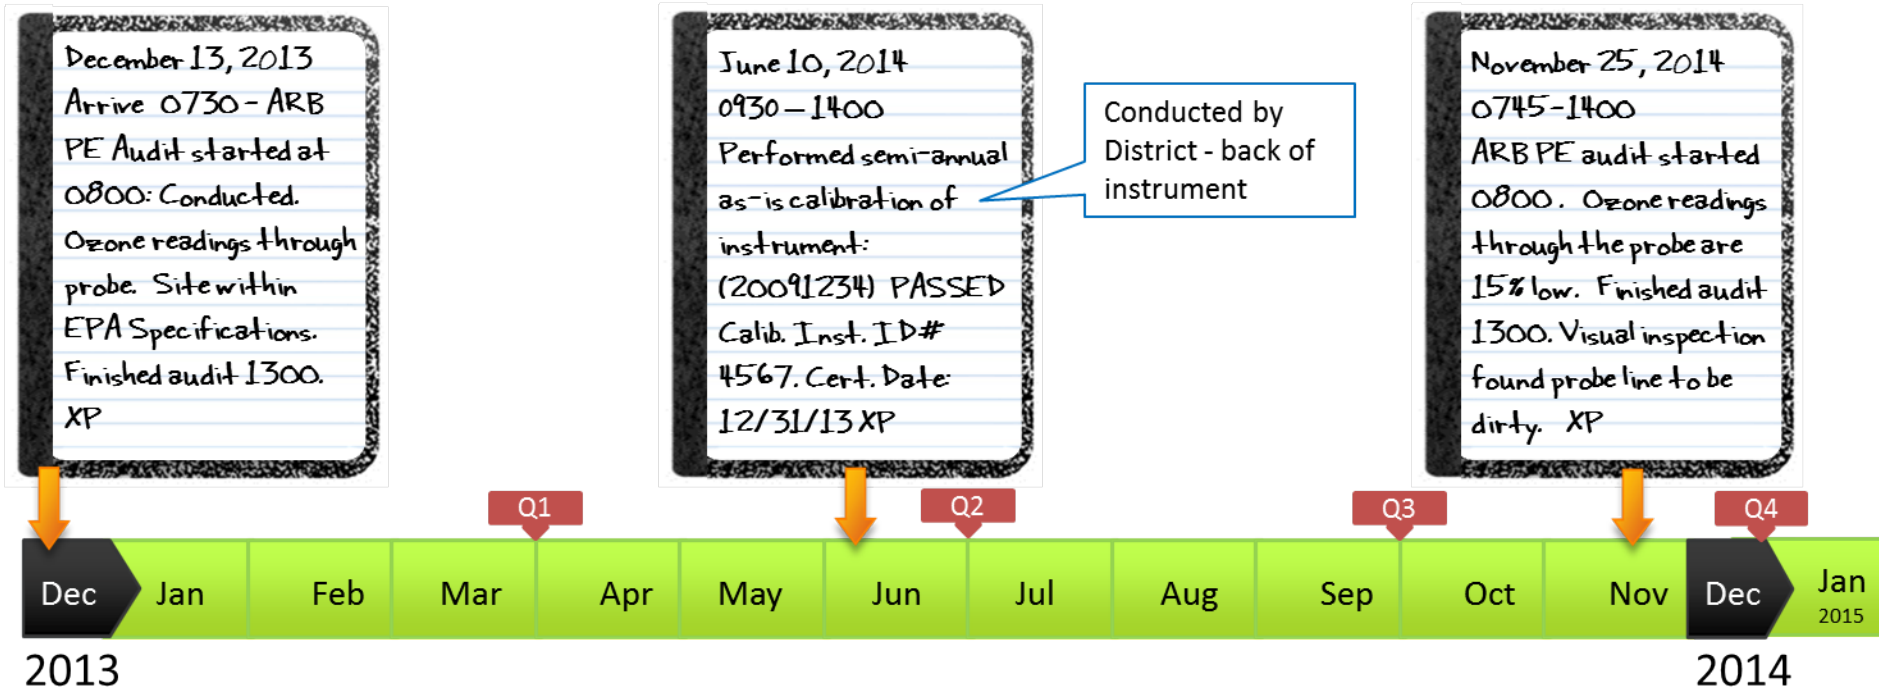 December 13, 2013
Arrive 0730 - ARB
PE Audit started at
0800: Conducted.
Ozone readings through
probe. Site within
EPA Specifications.
Finished audit 1300.
XP
June 10, 2014
0930 - 1400
Performed semi-annual
as-is calibration of
instrument:
(20091234) PASSED
Calib. Inst. ID#
4567. Cert. Date:
12/31/13 XP
Conducted by
District - back of
instrument
November 25, 2014
0745-1400
ARB PE audit started
0800. Ozone readings
through the probe are
15% low. Finished audit
1300. Visual inspection
found probe line to be
dirty. XP
Q1
Q2
Q3
Q4
Dec
Jan
Feb
Mar
Apr
May
Jun
Jul
Aug
Sep
Oct
Nov
Dec
Jan
2015
2013
2014